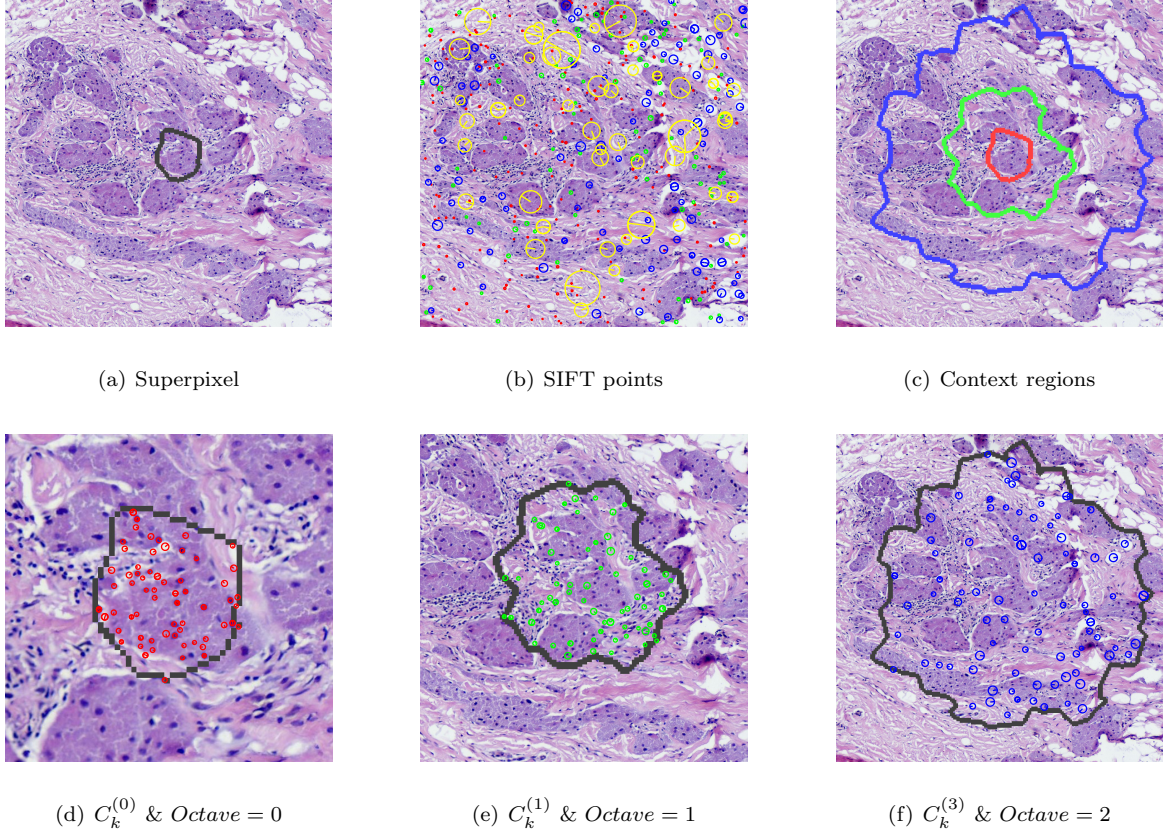 (a) Superpixel
(b) SIFT points
(c) Context regions
(d) $C_k^{(0)}$ & Octave = 0
(e) $C_k^{(1)}$ & Octave = 1
(f) $C_k^{(3)}$ & Octave = 2